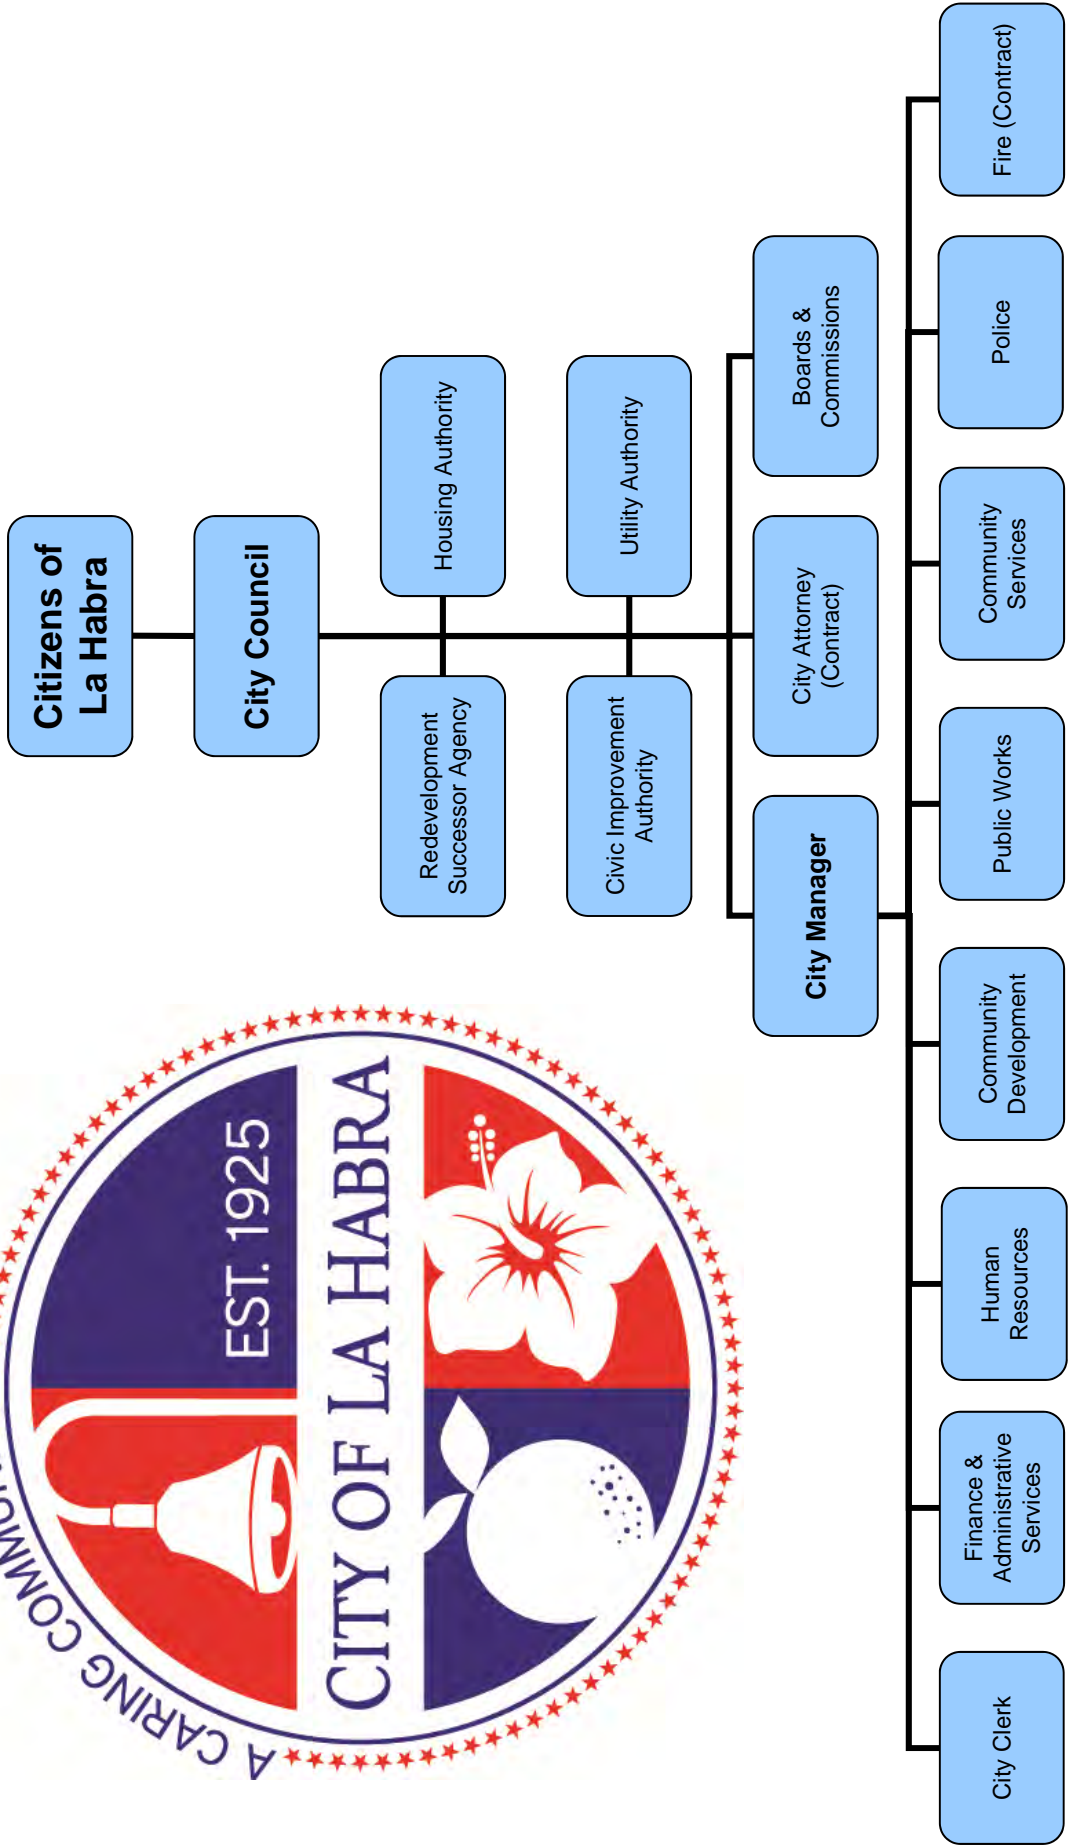 Citizens of
La Habra
City Council
Redevelopment
Successor Agency
Housing Authority
Civic Improvement
Authority
Utility Authority
City Manager
City Attorney
(Contract)
Boards &
Commissions
City Clerk
Finance &
Administrative
Services
Human
Resources
Community
Development
Public Works
Community
Services
Police
Fire (Contract)
A CARING
EST. 1925
CITY OF LA HABRA